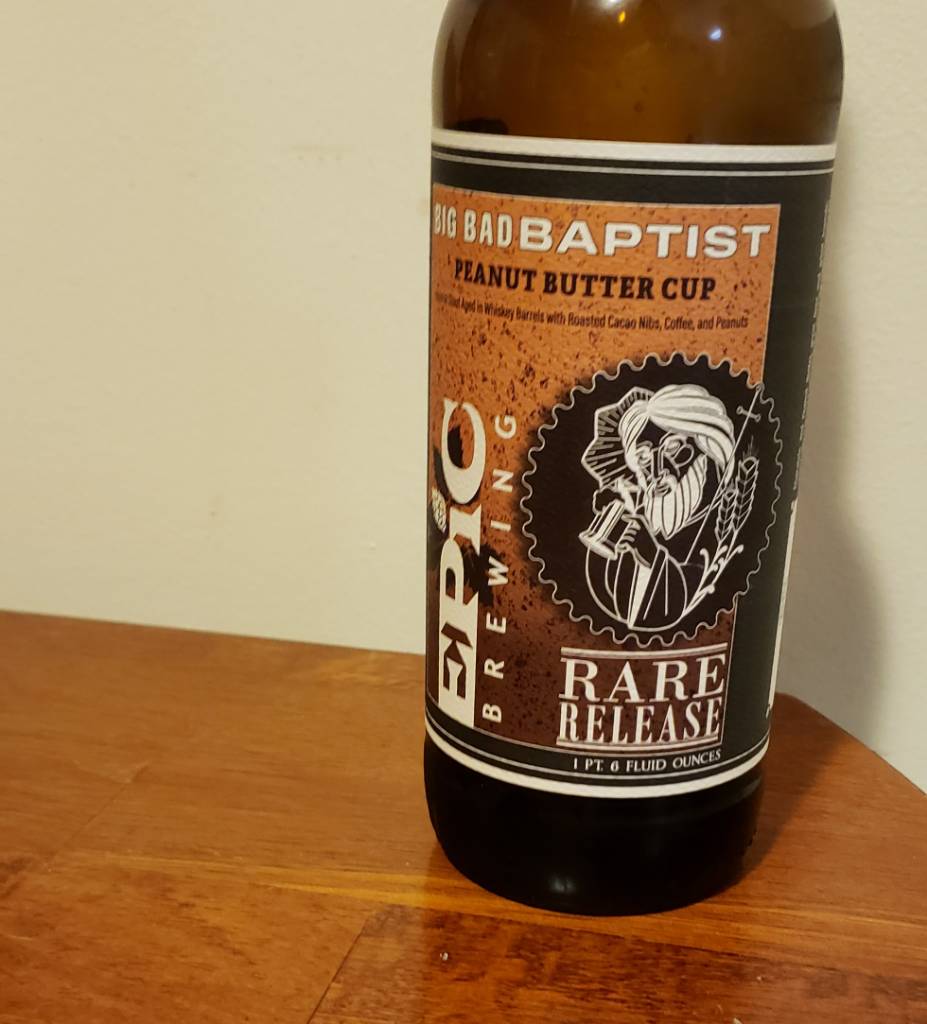 BIG BAD BAPTIST
PEANUT BUTTER CUP
Stout Aged in Whiskey Barrels with Roasted Cacao Nibs, Coffee, and Peanuts
EPIC
BREWING
RARE
RELEASE
1 PT. 6 FLUID OUNCES